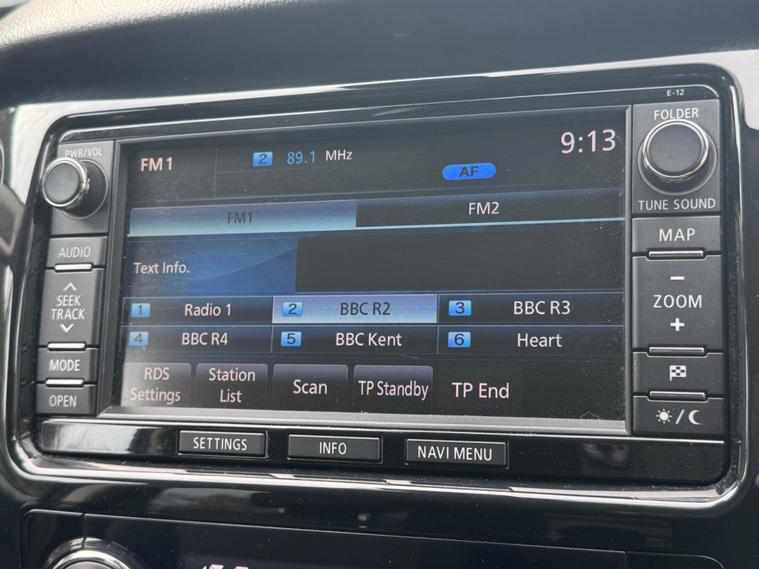 E-12
PWR/VOL
FM 1 2 89.1 MHz
9:13
AF
FM1 FM2
Text Info.
1 Radio 1 2 BBC R2 3 BBC R3
4 BBC R4 5 BBC Kent 6 Heart
RDS Settings Station List Scan TP Standby TP End
AUDIO
SEEK
TRACK
MODE
OPEN
FOLDER
TUNE SOUND
MAP
−
ZOOM
+
SETTINGS INFO NAVI MENU